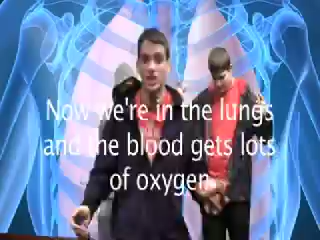 Now we're in the lungs
and the blood gets lots
of oxygen